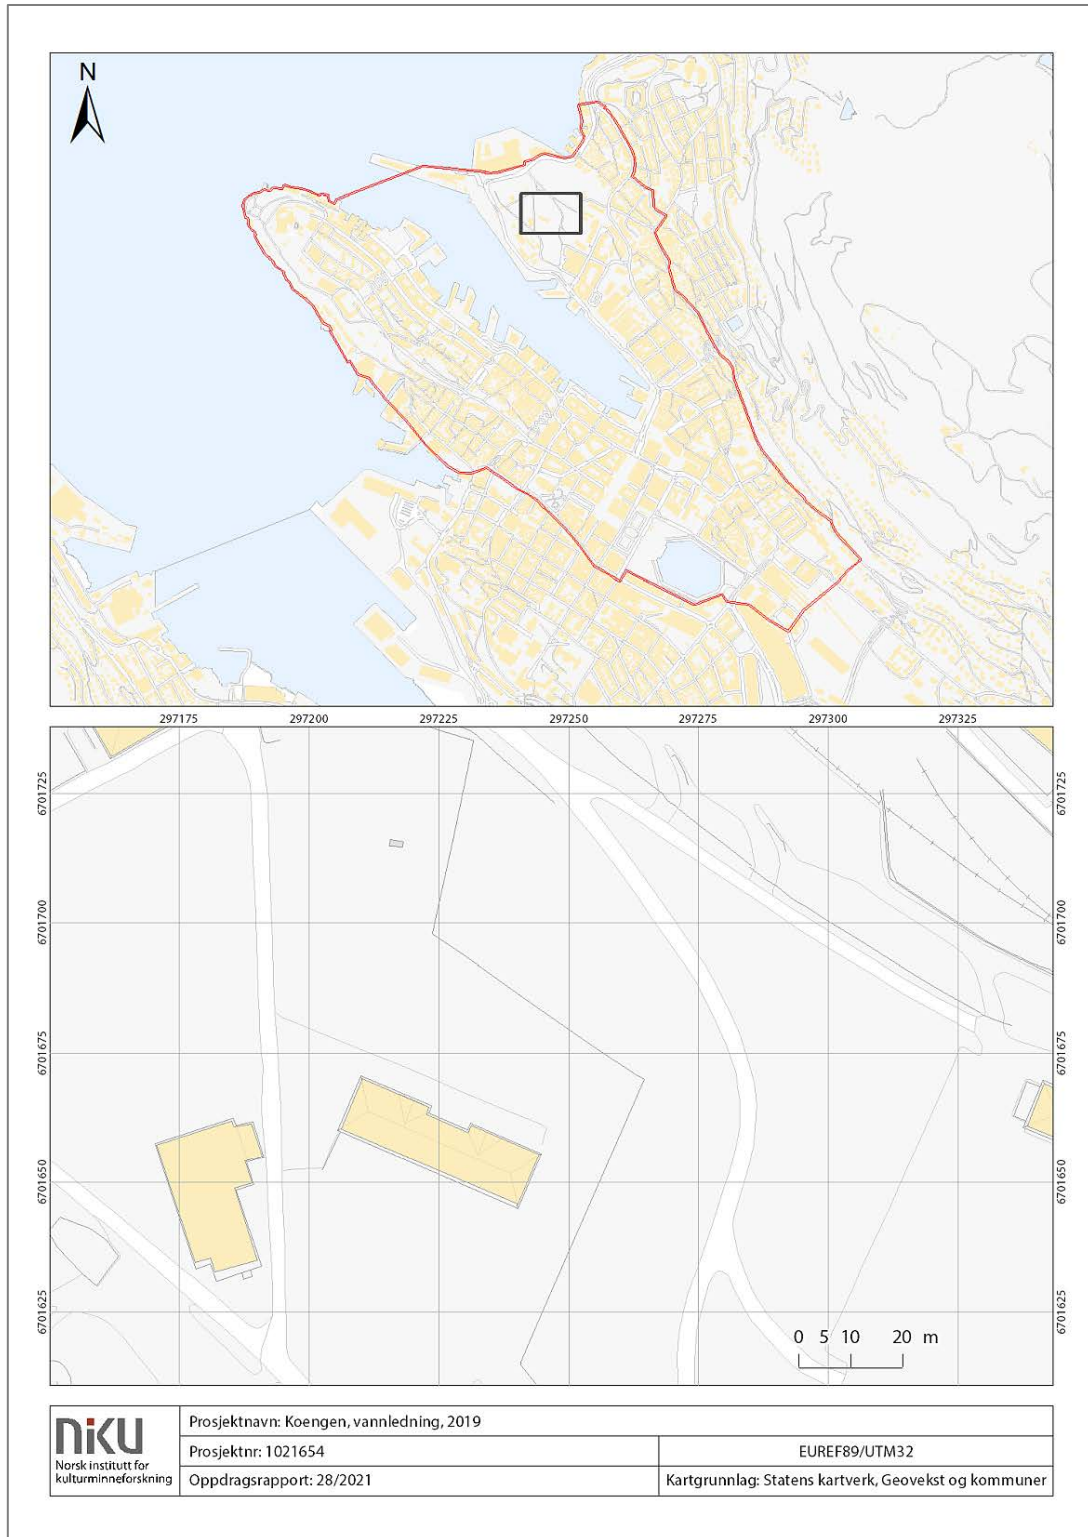 N
297175 297200 297225 297250 297275 297300 297325
6701725 6701725
6701700 6701700
6701675 6701675
6701650 6701650
6701625 6701625
0 5 10 20 m
niku
Norsk institutt for
kulturminneforskning
Prosjektnavn: Koengen, vannledning, 2019
Prosjektnr: 1021654
EUREF89/UTM32
Oppdragsrapport: 28/2021
Kartgrunnlag: Statens kartverk, Geovekst og kommuner